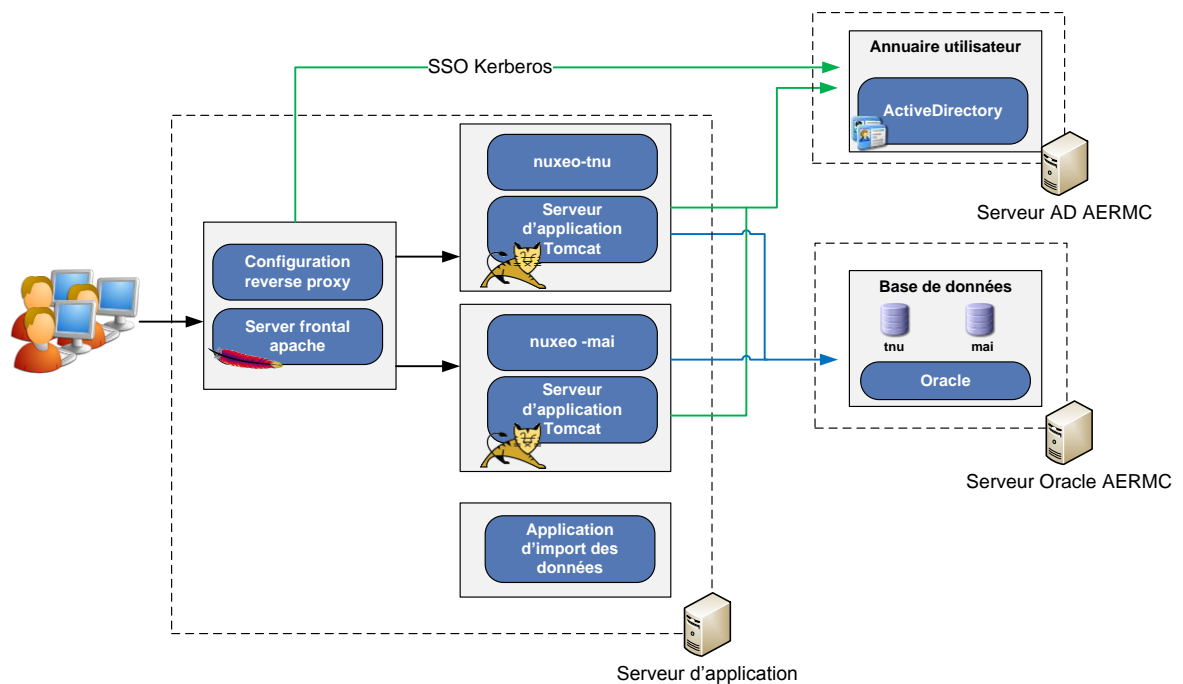 SSO Kerberos
Annuaire utilisateur
ActiveDirectory
Serveur AD AERMC
nuxeo-tnu
Serveur
d'application
Tomcat
Configuration
reverse proxy
Server frontal
apache
nuxeo -mai
Serveur
d'application
Tomcat
Base de données
tnu
mai
Oracle
Serveur Oracle AERMC
Application
d'import des
données
Serveur d'application